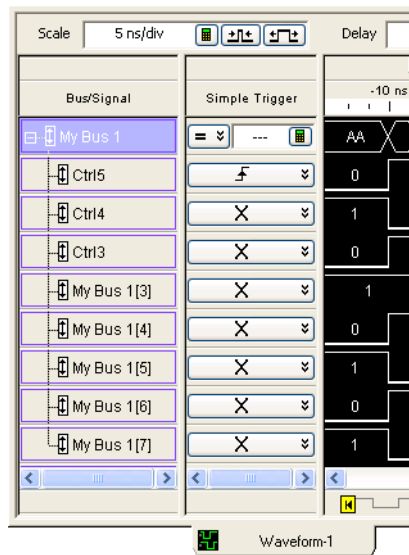 Scale 5 ns/div Delay
Bus/Signal Simple Trigger -10 ns
My Bus 1 = --- AA
Ctrl5 0
Ctrl4 X 1
Ctrl3 X 0
My Bus 1[3] X 1
My Bus 1[4] X 0
My Bus 1[5] X 1
My Bus 1[6] X 0
My Bus 1[7] X 1
Waveform-1